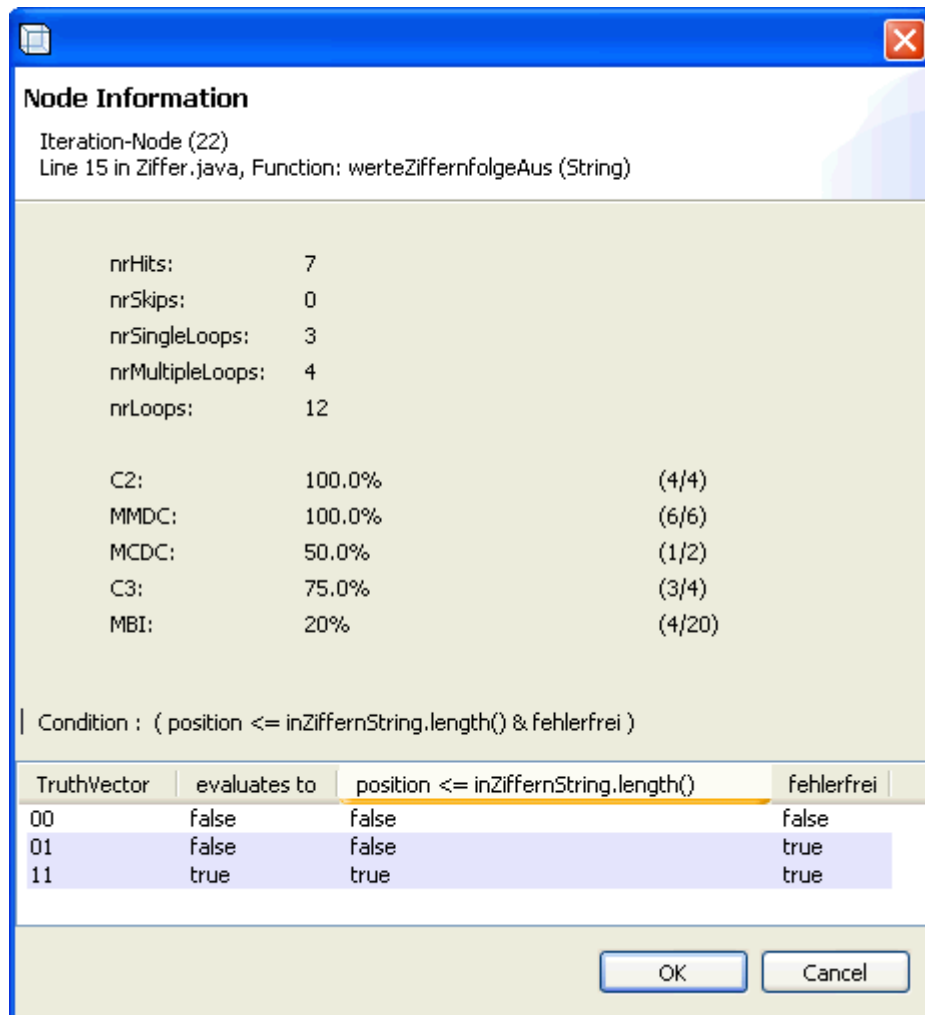 Node Information
Iteration-Node (22)
Line 15 in Ziffer.java, Function: werteZiffernfolgeAus (String)
nrHits: 7
nrSkips: 0
nrSingleLoops: 3
nrMultipleLoops: 4
nrLoops: 12
C2: 100.0% (4/4)
MMDC: 100.0% (6/6)
MCDC: 50.0% (1/2)
C3: 75.0% (3/4)
MBI: 20% (4/20)
Condition : ( position <= inZiffernString.length() & fehlerfrei )
TruthVector evaluates to position <= inZiffernString.length() fehlerfrei
00 false false false
01 false false true
11 true true true
OK Cancel